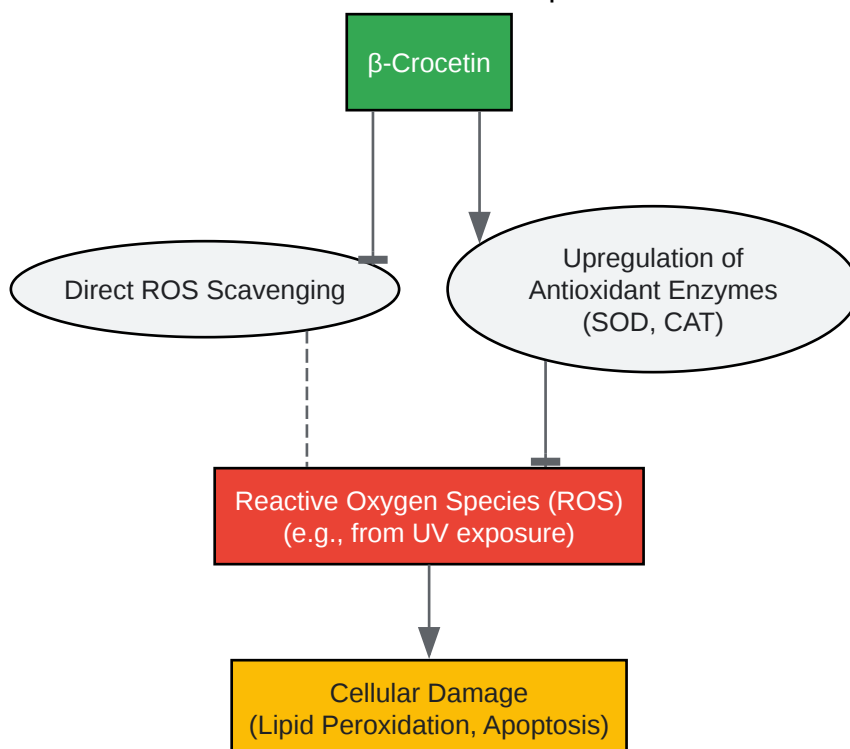 β-Crocetin
Direct ROS Scavenging
Upregulation of
Antioxidant Enzymes
(SOD, CAT)
Reactive Oxygen Species (ROS)
(e.g., from UV exposure)
Cellular Damage
(Lipid Peroxidation, Apoptosis)